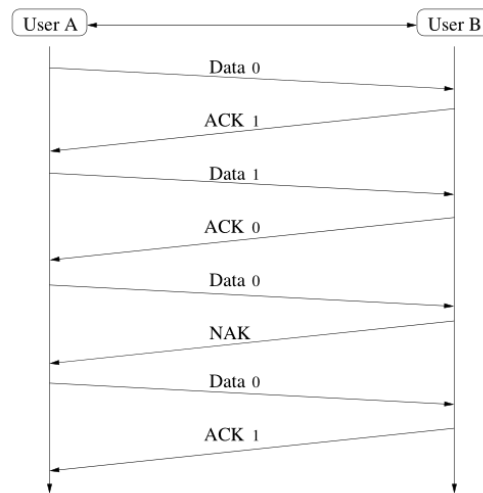 User A
User B
Data 0
ACK 1
Data 1
ACK 0
Data 0
NAK
Data 0
ACK 1